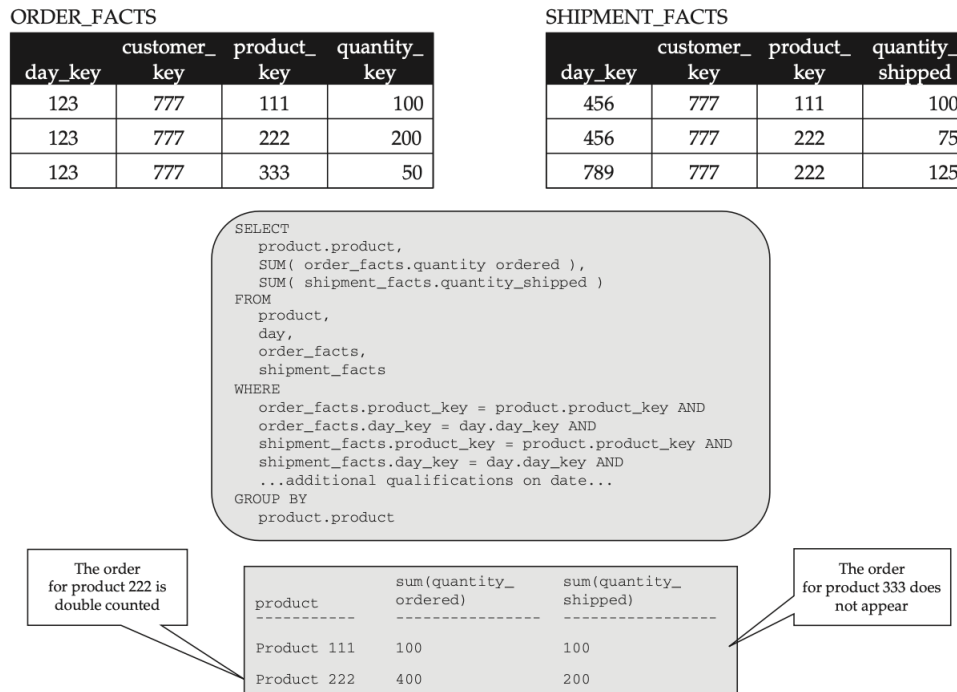 ORDER_FACTS
SHIPMENT_FACTS
day_key customer_ key product_ key quantity_ key
123 777 111 100
123 777 222 200
123 777 333 50
day_key customer_ key product_ key quantity_ shipped
456 777 111 100
456 777 222 75
789 777 222 125
SELECT
product.product,
SUM( order_facts.quantity ordered ),
SUM( shipment_facts.quantity_shipped )
FROM
product,
day,
order_facts,
shipment_facts
WHERE
order_facts.product_key = product.product_key AND
order_facts.day_key = day.day_key AND
shipment_facts.product_key = product.product_key AND
shipment_facts.day_key = day.day_key AND
...additional qualifications on date...
GROUP BY
product.product
The order
for product 222 is
double counted
sum(quantity_ sum(quantity_
product ordered) shipped)
----------- ---------------- -----------------
Product 111 100 100
Product 222 400 200
The order
for product 333 does
not appear